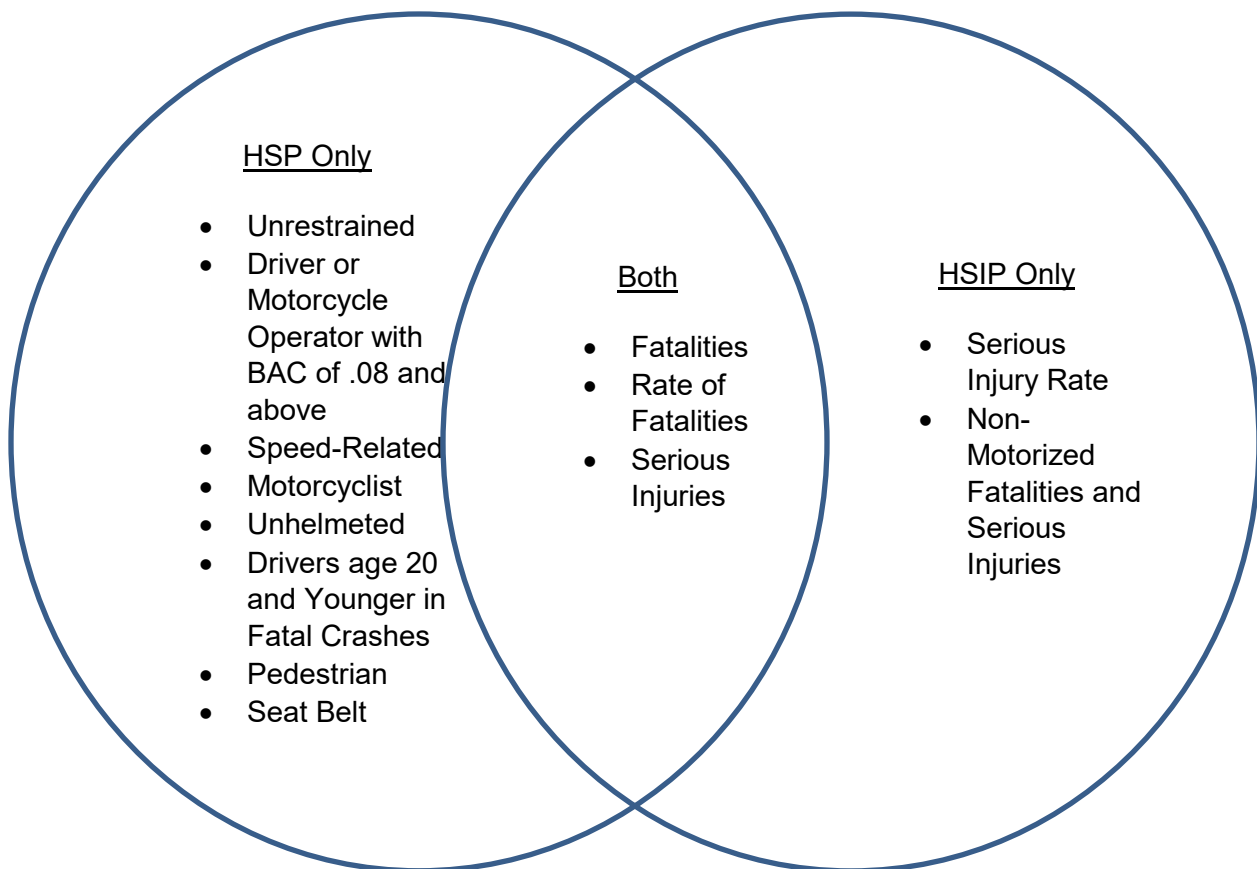 HSP Only
• Unrestrained
• Driver or
Motorcycle
Operator with
BAC of .08 and
above
• Speed-Related
• Motorcyclist
• Unhelmeted
• Drivers age 20
and Younger in
Fatal Crashes
• Pedestrian
• Seat Belt
Both
• Fatalities
• Rate of
Fatalities
• Serious
Injuries
HSIP Only
• Serious
Injury Rate
• Non-
Motorized
Fatalities and
Serious
Injuries